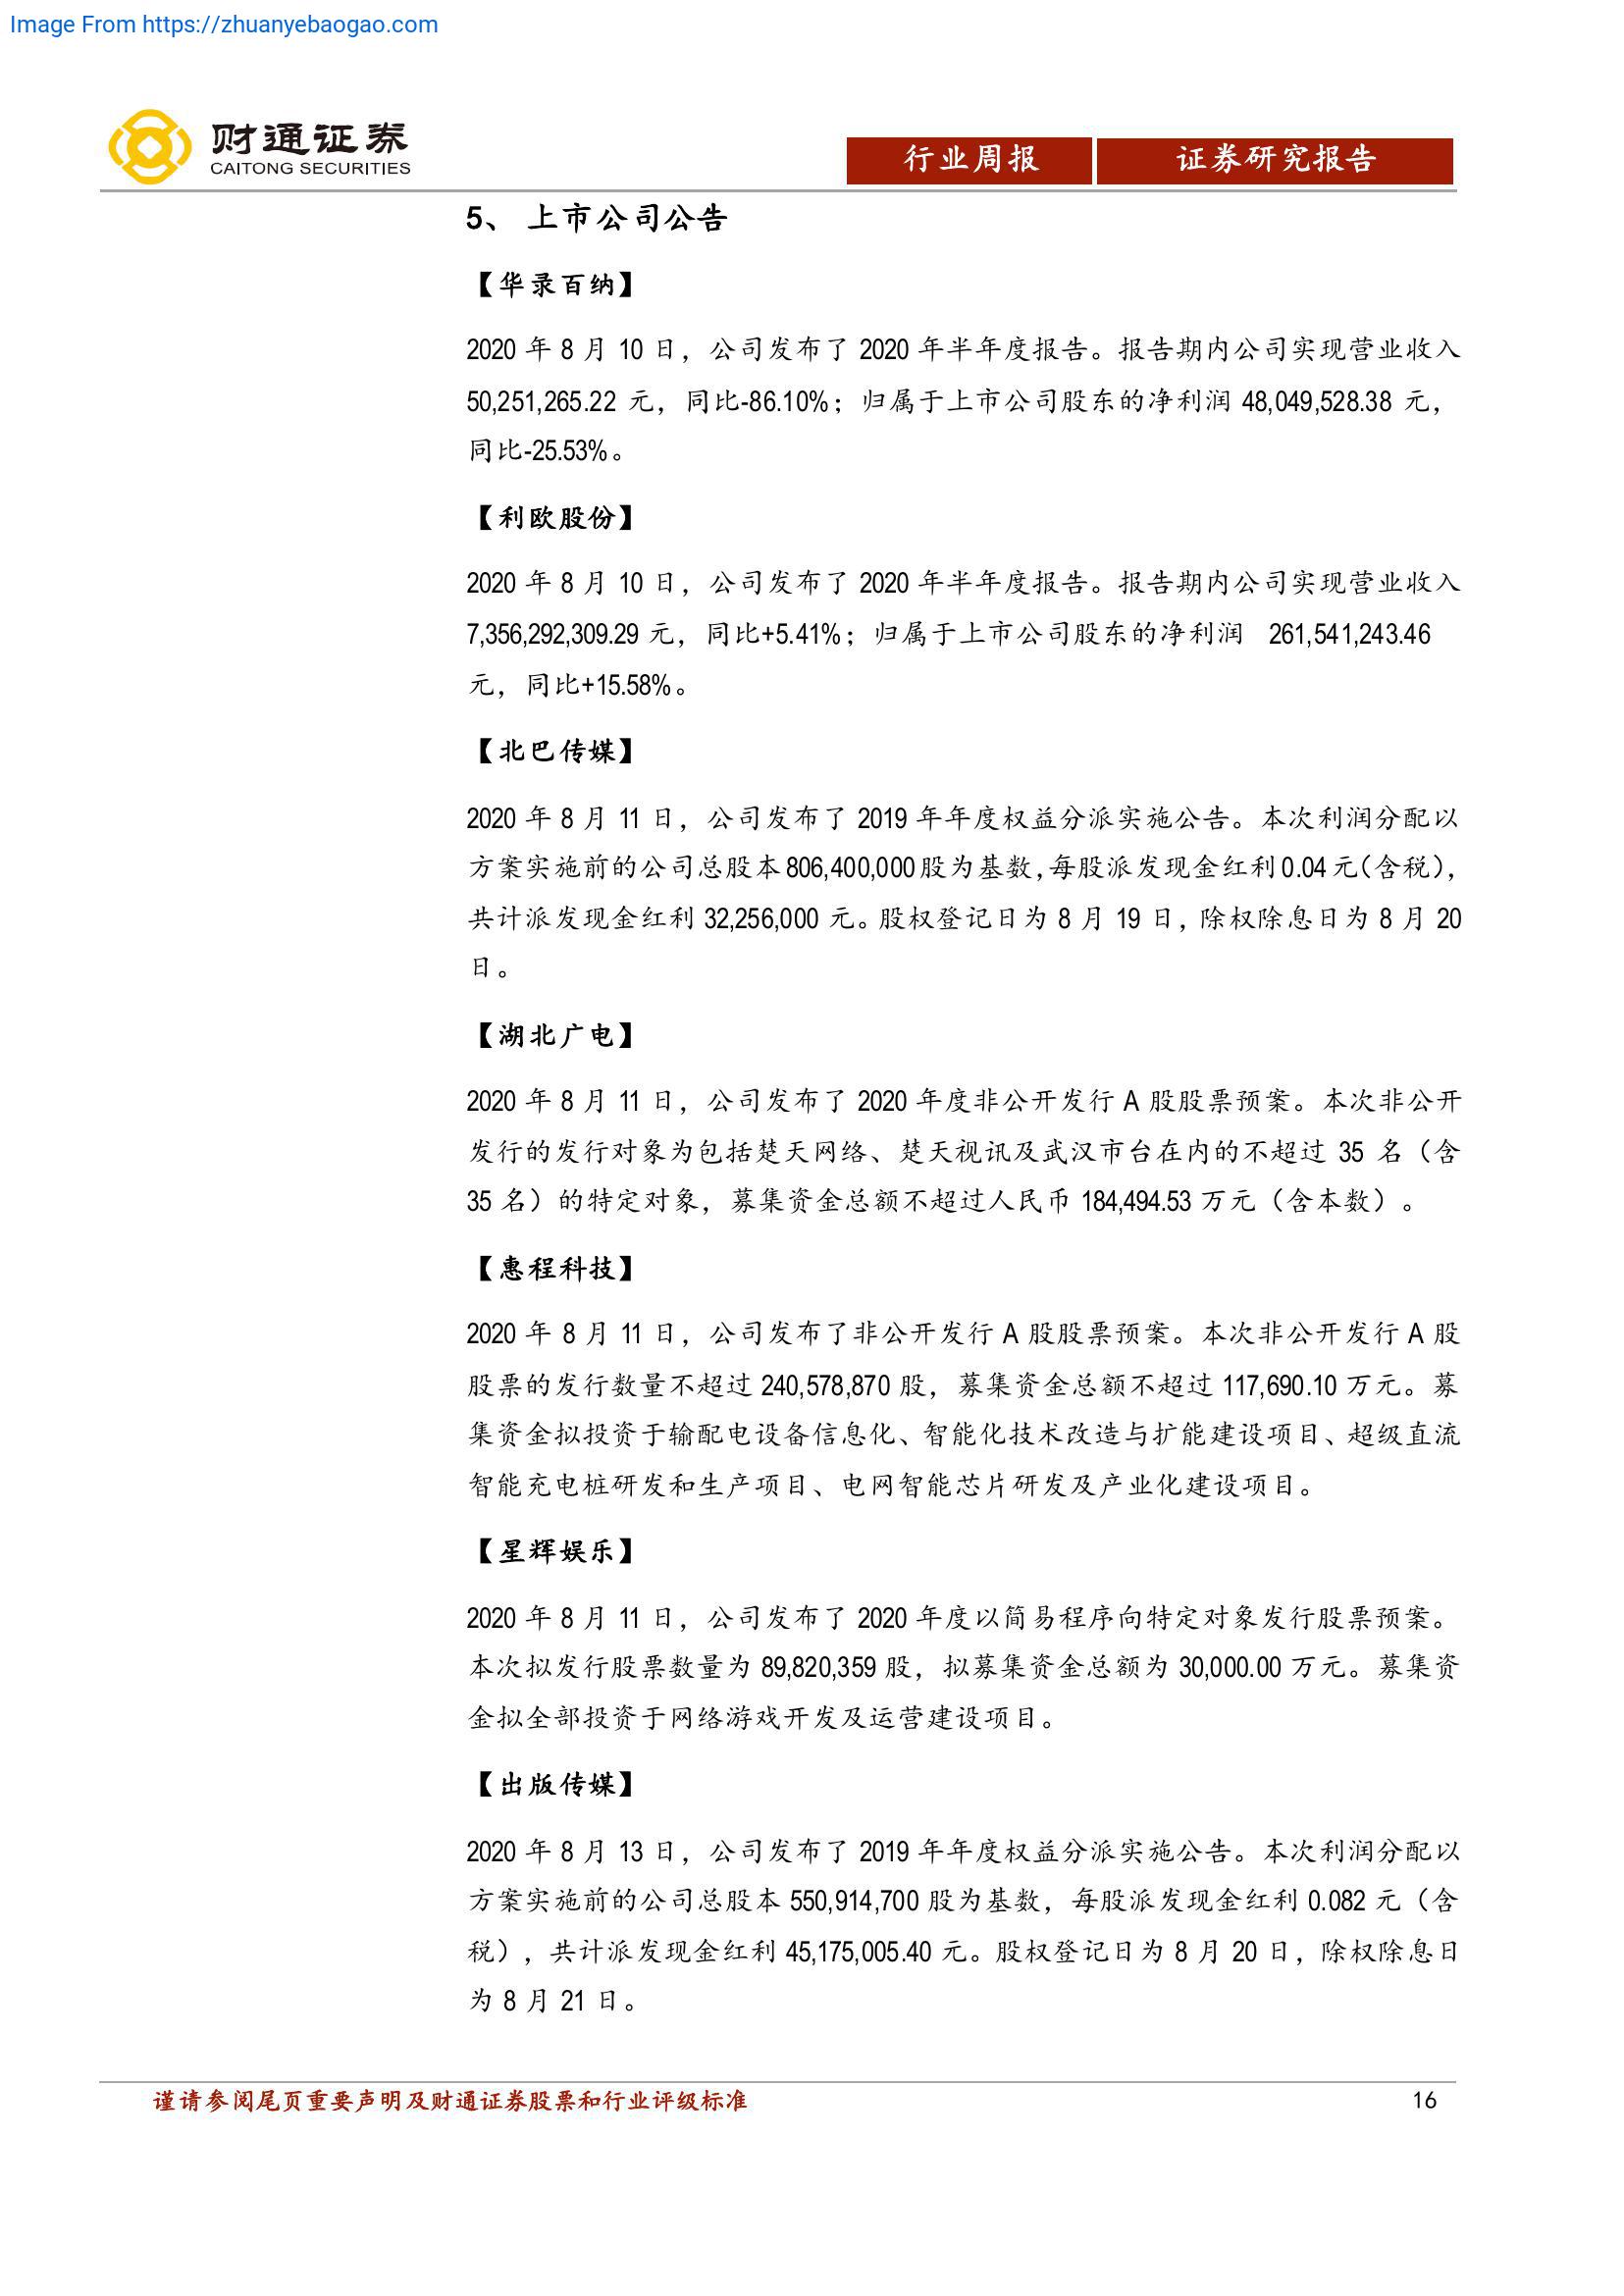 Image From https://zhuanyebaogao.com
财通证券
CAITONG SECURITIES
行业周报
证券研究报告
5、 上市公司公告
【华录百纳】
2020 年 8 月 10 日，公司发布了 2020 年半年度报告。报告期内公司实现营业收入
50,251,265.22 元，同比-86.10%；归属于上市公司股东的净利润 48,049,528.38 元，
同比-25.53%。
【利欧股份】
2020 年 8 月 10 日，公司发布了 2020 年半年度报告。报告期内公司实现营业收入
7,356,292,309.29 元，同比+5.41%；归属于上市公司股东的净利润 261,541,243.46
元，同比+15.58%。
【北巴传媒】
2020 年 8 月 11 日，公司发布了 2019 年年度权益分派实施公告。本次利润分配以
方案实施前的公司总股本 806,400,000 股为基数，每股派发现金红利 0.04 元（含税），
共计派发现金红利 32,256,000 元。股权登记日为 8 月 19 日，除权除息日为 8 月 20
日。
【湖北广电】
2020 年 8 月 11 日，公司发布了 2020 年度非公开发行 A 股股票预案。本次非公开
发行的发行对象为包括楚天网络、楚天视讯及武汉市台在内的不超过 35 名（含
35 名）的特定对象，募集资金总额不超过人民币 184,494.53 万元（含本数）。
【惠程科技】
2020 年 8 月 11 日，公司发布了非公开发行 A 股股票预案。本次非公开发行 A 股
股票的发行数量不超过 240,578,870 股，募集资金总额不超过 117,690.10 万元。募
集资金拟投资于输配电设备信息化、智能化技术改造与扩能建设项目、超级直流
智能充电桩研发和生产项目、电网智能芯片研发及产业化建设项目。
【星辉娱乐】
2020 年 8 月 11 日，公司发布了 2020 年度以简易程序向特定对象发行股票预案。
本次拟发行股票数量为 89,820,359 股，拟募集资金总额为 30,000.00 万元。募集资
金拟全部投资于网络游戏开发及运营建设项目。
【出版传媒】
2020 年 8 月 13 日，公司发布了 2019 年年度权益分派实施公告。本次利润分配以
方案实施前的公司总股本 550,914,700 股为基数，每股派发现金红利 0.082 元（含
税），共计派发现金红利 45,175,005.40 元。股权登记日为 8 月 20 日，除权除息日
为 8 月 21 日。
谨请参阅尾页重要声明及财通证券股票和行业评级标准
16